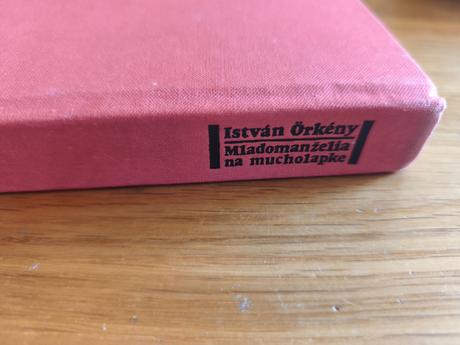 István Örkény
Mladomanželia
na mucholapke